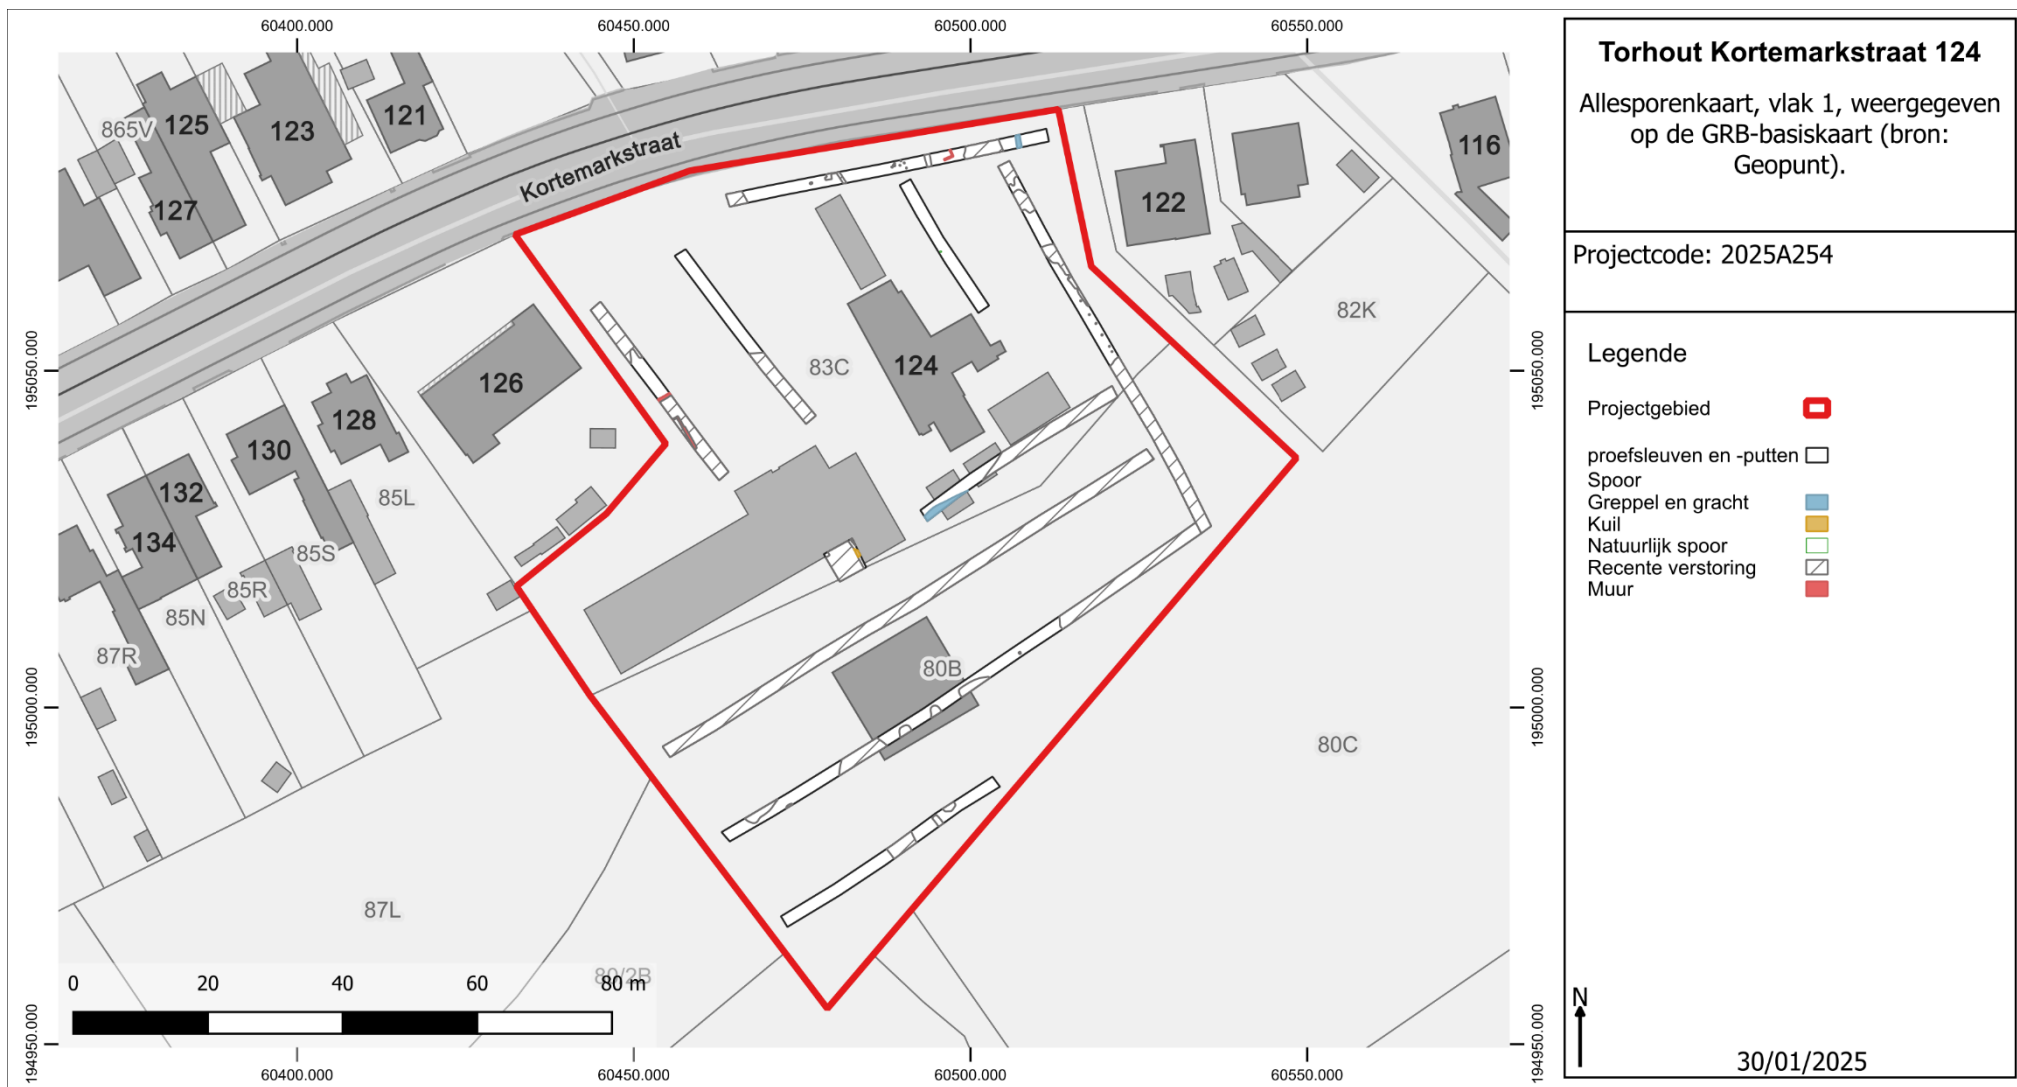 60400.000
60450.000
60500.000
60550.000
195050.000
195000.000
194950.000
195050.000
195000.000
194950.000
60400.000
60450.000
60500.000
60550.000
865V
125
123
121
127
Kortemarkstraat
122
116
82K
126
128
130
132
134
85L
85S
85R
85N
87R
83C
124
80B
80C
87L
80/2B
0
20
40
60
80 m
Torhout Kortemarkstraat 124
Allesporenkaart, vlak 1, weergegeven
op de GRB-basiskaart (bron:
Geopunt).
Projectcode: 2025A254
Legende
Projectgebied
proefsleuven en -putten
Spoor
Greppel en gracht
Kuil
Natuurlijk spoor
Recente verstoring
Muur
N
30/01/2025